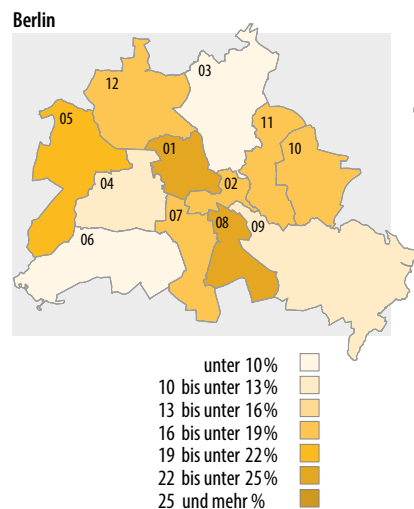 Berlin
03
12
05
11
01
10
04
02
07
08
09
06
unter 10%
10 bis unter 13%
13 bis unter 16%
16 bis unter 19%
19 bis unter 22%
22 bis unter 25%
25 und mehr %